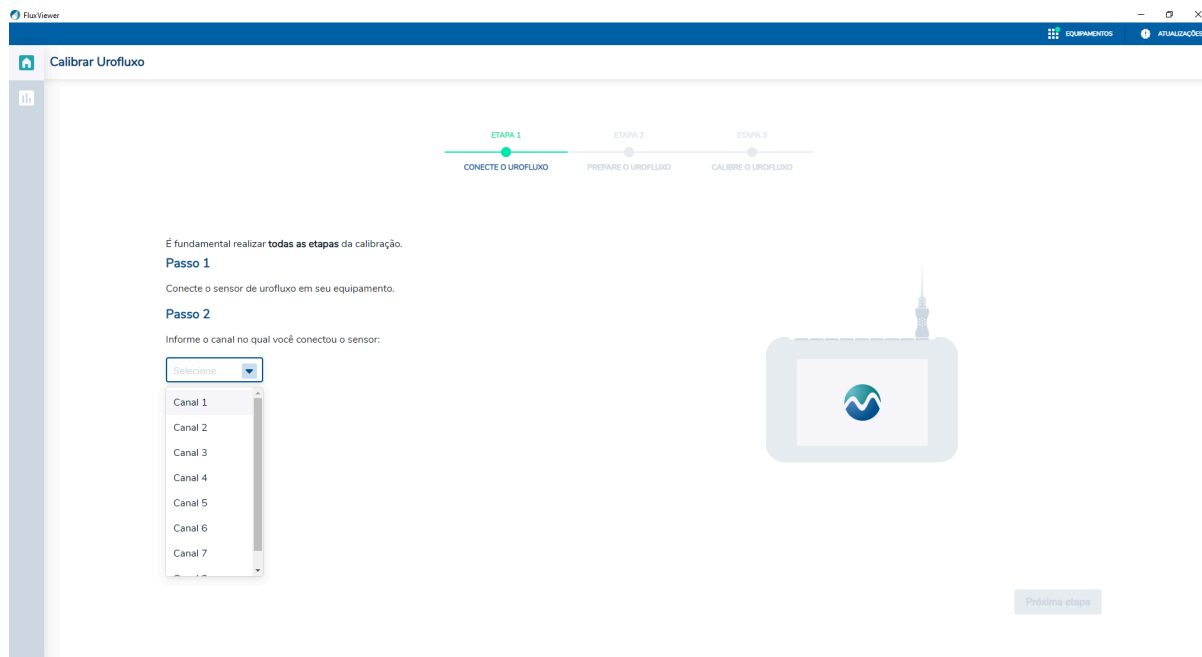 FluxViewer
EQUIPAMENTOS
ATUALIZAÇÕES
Calibrar Urofluxo
ETAPA 1
ETAPA 2
ETAPA 3
CONECTE O UROFLUXO
PREPARE O UROFLUXO
CALIBRE O UROFLUXO
É fundamental realizar todas as etapas da calibração.
Passo 1
Conecte o sensor de urofluxo em seu equipamento.
Passo 2
Informe o canal no qual você conectou o sensor:
Selecione
Canal 1
Canal 2
Canal 3
Canal 4
Canal 5
Canal 6
Canal 7
Próxima etapa